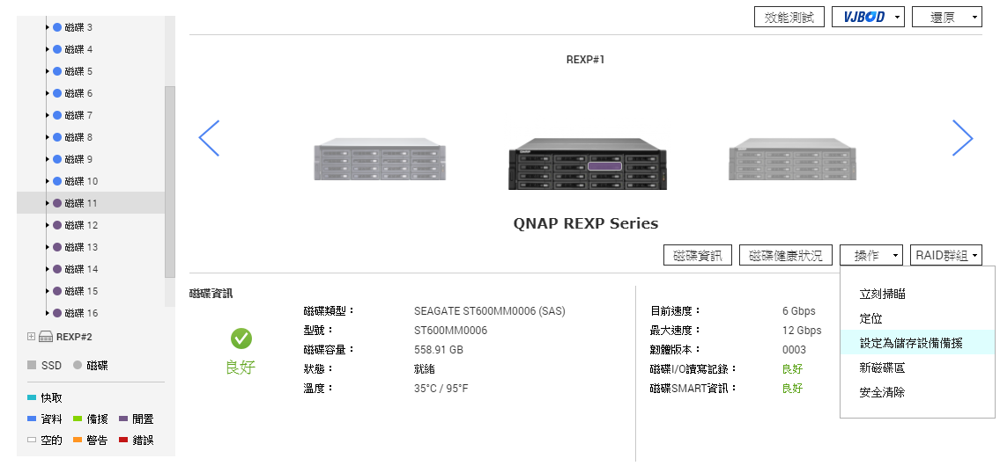 效能測試 VJBOD 還原
磁碟 3
磁碟 4
磁碟 5
磁碟 6
磁碟 7
磁碟 8
磁碟 9
磁碟 10
磁碟 11
磁碟 12
磁碟 13
磁碟 14
磁碟 15
磁碟 16
REXP#2
SSD 磁碟
快取
資料 備援 閒置
空的 警告 錯誤
REXP#1
QNAP
QNAP REXP Series
磁碟資訊 磁碟健康狀況 操作 RAID群組
立刻掃瞄
定位
設定為儲存設備備援
新磁碟區
安全清除
磁碟資訊
良好
磁碟類型： SEAGATE ST600MM0006 (SAS)
型號： ST600MM0006
磁碟容量： 558.91 GB
狀態： 就緒
溫度： 35°C / 95°F
目前速度： 6 Gbps
最大速度： 12 Gbps
韌體版本： 0003
磁碟I/O讀寫記錄： 良好
磁碟SMART資訊： 良好